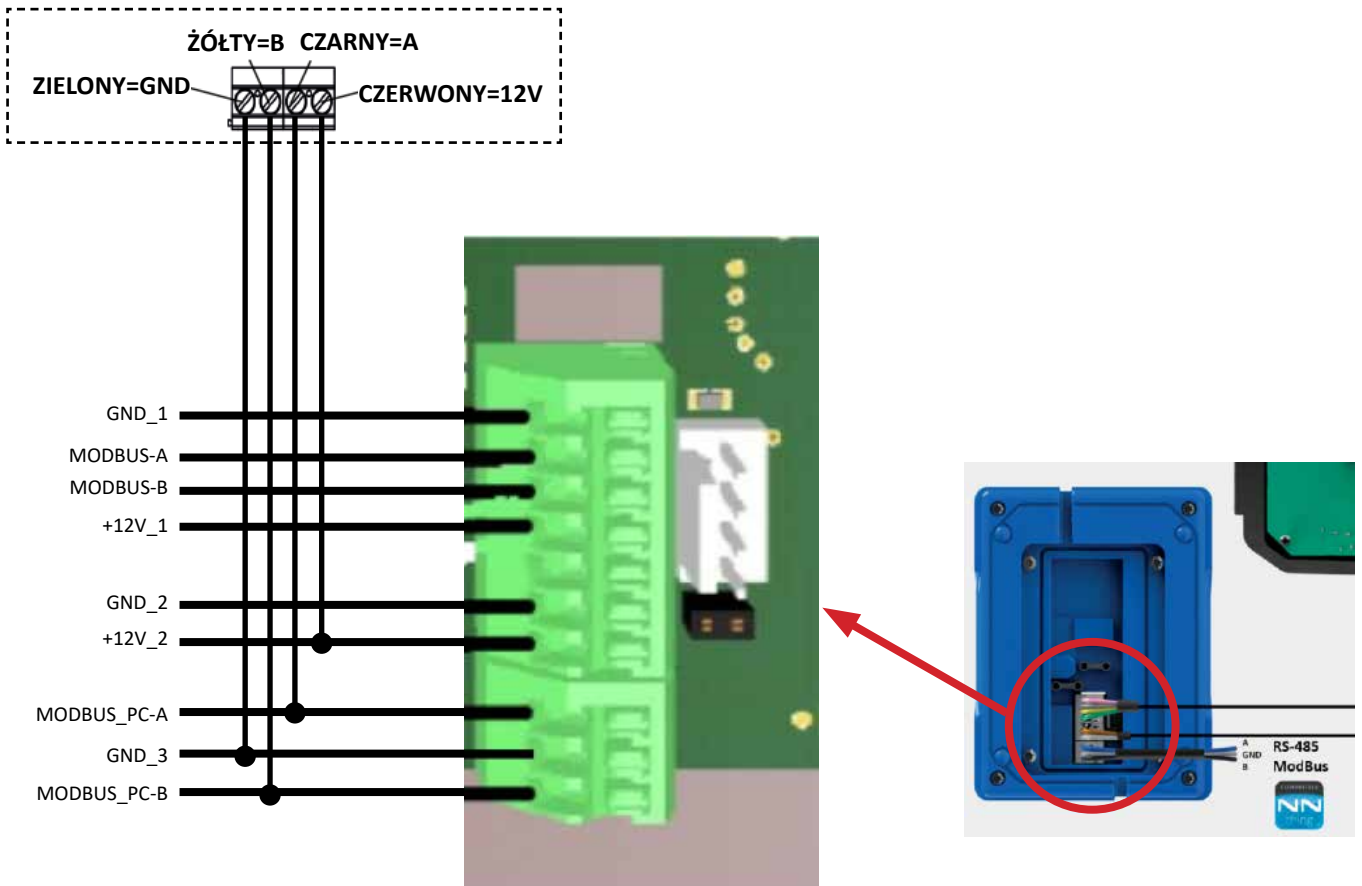 ŻÓŁTY=B CZARNY=A
ZIELONY=GND
CZERWONY=12V
GND_1
MODBUS-A
MODBUS-B
+12V_1
GND_2
+12V_2
MODBUS_PC-A
GND_3
MODBUS_PC-B
A
GND
B
RS-485
ModBus
NN
thing